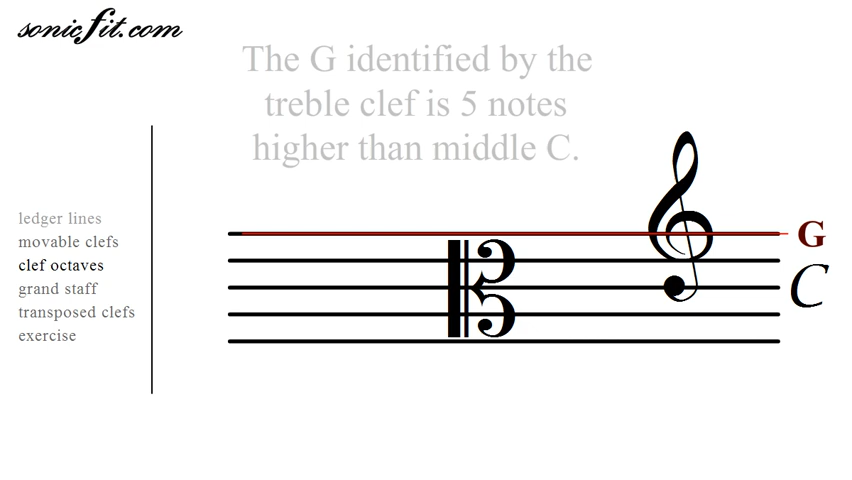 sonicfit.com
The G identified by the
treble clef is 5 notes
higher than middle C.
ledger lines
movable clefs
clef octaves
grand staff
transposed clefs
exercise
G
C